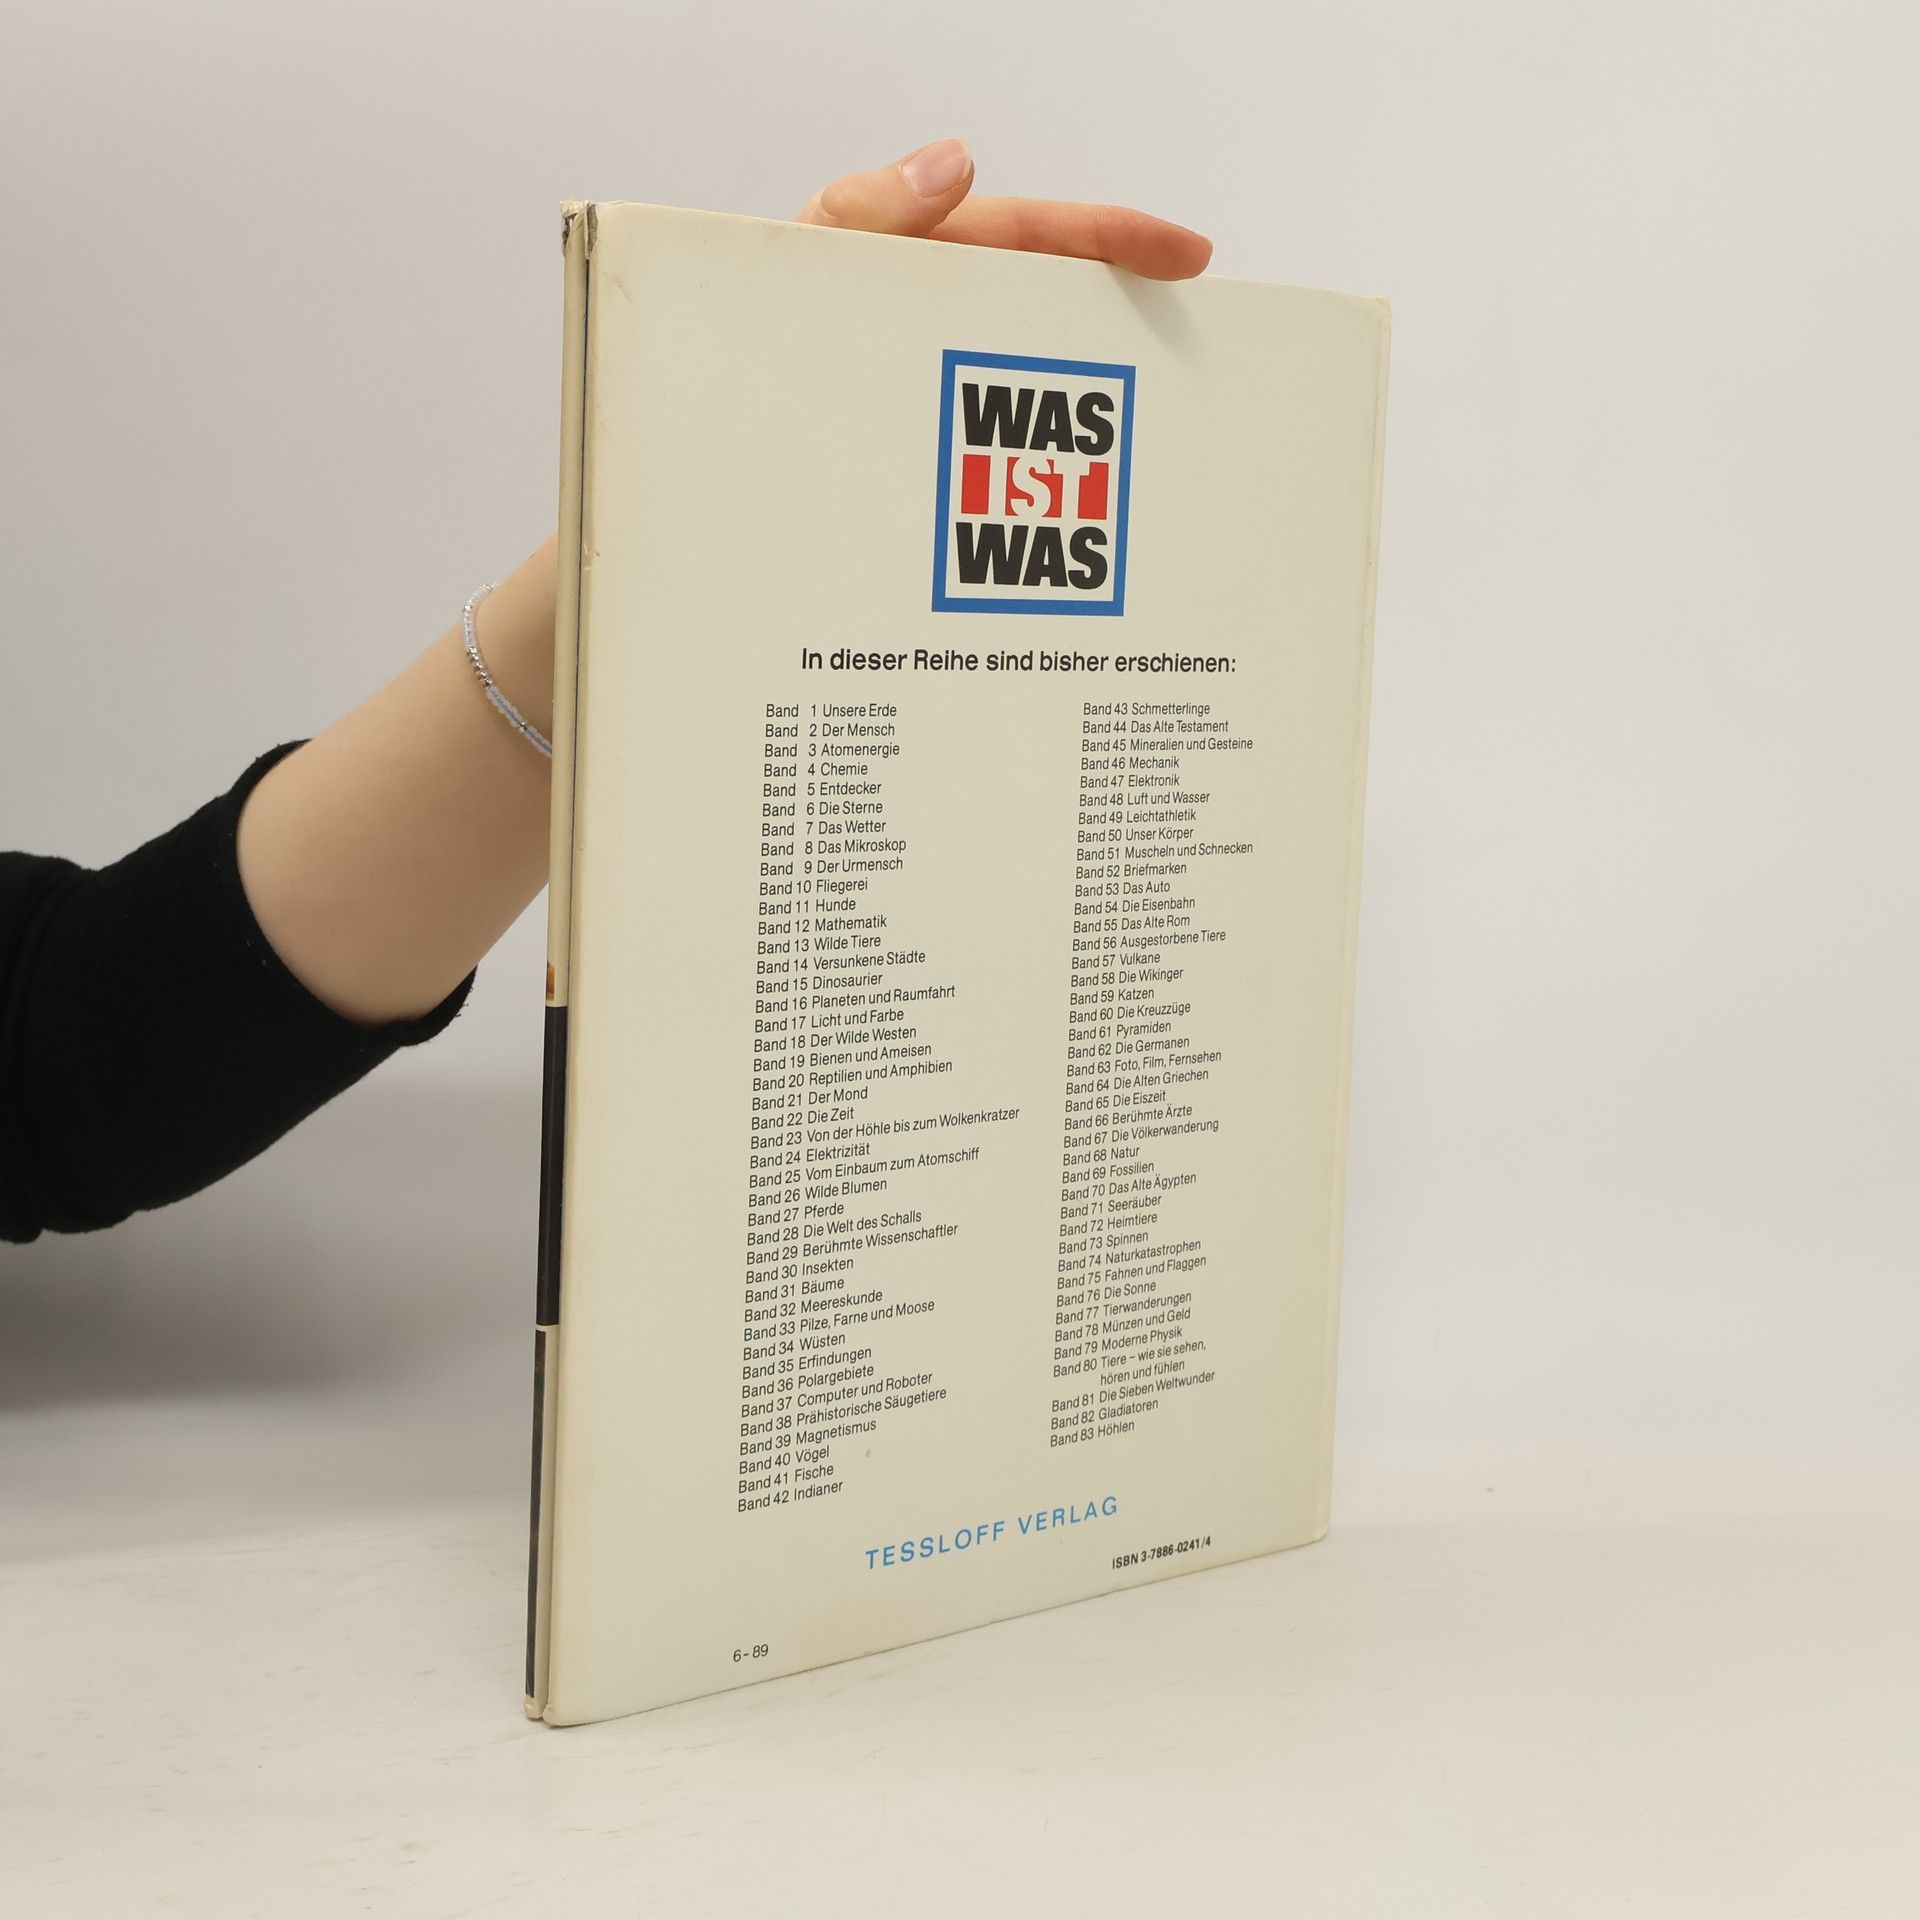 WAS
IST
WAS
In dieser Reihe sind bisher erschienen:
Band 1 Unsere Erde
Band 2 Der Mensch
Band 3 Atomenergie
Band 4 Chemie
Band 5 Entdecker
Band 6 Die Sterne
Band 7 Das Wetter
Band 8 Das Mikroskop
Band 9 Der Urmensch
Band 10 Fliegerei
Band 11 Hunde
Band 12 Mathematik
Band 13 Wilde Tiere
Band 14 Versunkene Städte
Band 15 Dinosaurier
Band 16 Planeten und Raumfahrt
Band 17 Licht und Farbe
Band 18 Der Wilde Westen
Band 19 Bienen und Ameisen
Band 20 Reptilien und Amphibien
Band 21 Der Mond
Band 22 Die Zeit
Band 23 Von der Höhle bis zum Wolkenkratzer
Band 24 Elektrizität
Band 25 Vom Einbaum zum Atomschiff
Band 26 Wilde Blumen
Band 27 Pferde
Band 28 Die Welt des Schalls
Band 29 Berühmte Wissenschaftler
Band 30 Insekten
Band 31 Bäume
Band 32 Meereskunde
Band 33 Pilze, Farne und Moose
Band 34 Wüsten
Band 35 Erfindungen
Band 36 Polargebiete
Band 37 Computer und Roboter
Band 38 Prähistorische Säugetiere
Band 39 Magnetismus
Band 40 Vögel
Band 41 Fische
Band 42 Indianer
Band 43 Schmetterlinge
Band 44 Das Alte Testament
Band 45 Mineralien und Gesteine
Band 46 Mechanik
Band 47 Elektronik
Band 48 Luft und Wasser
Band 49 Leichtathletik
Band 50 Unser Körper
Band 51 Muscheln und Schnecken
Band 52 Briefmarken
Band 53 Das Auto
Band 54 Die Eisenbahn
Band 55 Das Alte Rom
Band 56 Ausgestorbene Tiere
Band 57 Vulkane
Band 58 Die Wikinger
Band 59 Katzen
Band 60 Die Kreuzzüge
Band 61 Pyramiden
Band 62 Die Germanen
Band 63 Foto, Film, Fernsehen
Band 64 Die Alten Griechen
Band 65 Die Eiszeit
Band 66 Berühmte Ärzte
Band 67 Die Völkerwanderung
Band 68 Natur
Band 69 Fossilien
Band 70 Das Alte Ägypten
Band 71 Seeräuber
Band 72 Heimtiere
Band 73 Spinnen
Band 74 Naturkatastrophen
Band 75 Fahnen und Flaggen
Band 76 Die Sonne
Band 77 Tierwanderungen
Band 78 Münzen und Geld
Band 79 Moderne Physik
Band 80 Tiere – wie sie sehen,
hören und fühlen
Band 81 Die Sieben Weltwunder
Band 82 Gladiatoren
Band 83 Höhlen
TESSLOFF VERLAG
ISBN 3-7886-0241/4
6-89